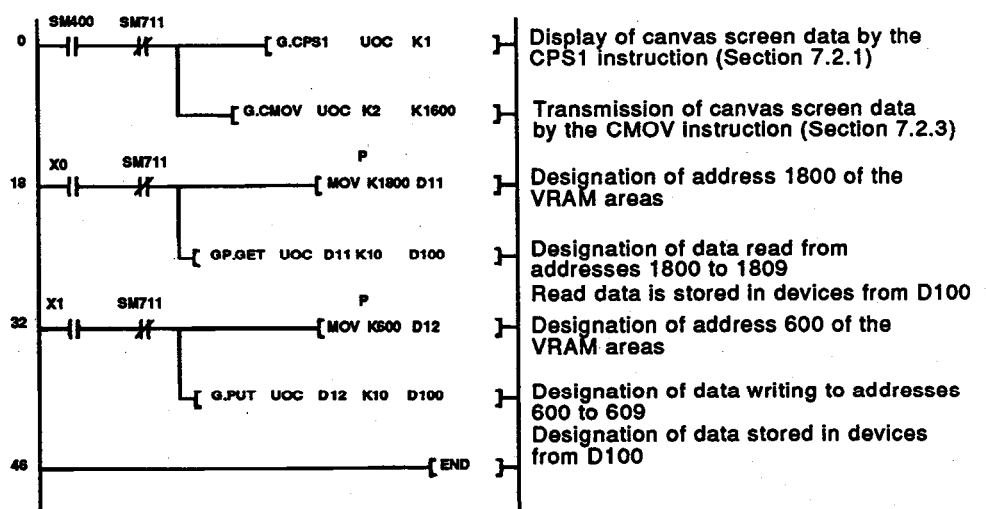 SM400 SM711
0 G.CPS1 UOC K1 Display of canvas screen data by the
CPS1 instruction (Section 7.2.1)
G.CMOV UOC K2 K1600 Transmission of canvas screen data
by the CMOV instruction (Section 7.2.3)
X0 SM711 P
18 MOV K1800 D11 Designation of address 1800 of the
VRAM areas
GP.GET UOC D11 K10 D100 Designation of data read from
addresses 1800 to 1809
Read data is stored in devices from D100
X1 SM711 P
32 MOV K600 D12 Designation of address 600 of the
VRAM areas
G.PUT UOC D12 K10 D100 Designation of data writing to addresses
600 to 609
Designation of data stored in devices
from D100
46 END